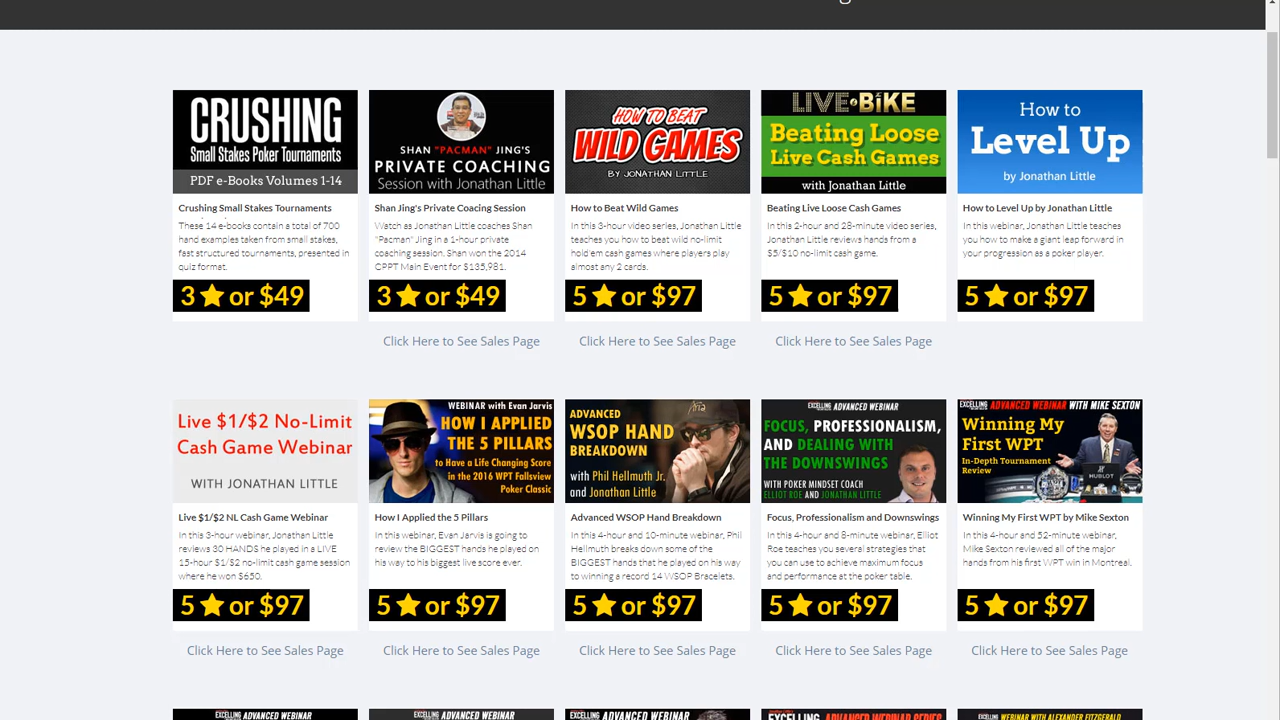 CRUSHING
Small Stakes Poker Tournaments
PDF e-Books Volumes 1-14
Crushing Small Stakes Tournaments
These 14 e-books contain a total of 700
hand examples taken from small stakes,
fast structured tournaments, presented in
quiz format.
3 ★ or $49
SHAN "PACMAN" JING'S
PRIVATE COACHING
Session with Jonathan Little
Shan Jing's Private Coacing Session
Watch as Jonathan Little coaches Shan
"Pacman" Jing in a 1-hour private
coaching session. Shan won the 2014
CPPT Main Event for $135,981.
3 ★ or $49
Click Here to See Sales Page
HOW TO BEAT
WILD GAMES
BY JONATHAN LITTLE
How to Beat Wild Games
In this 3-hour video series, Jonathan Little
teaches you how to beat wild no-limit
hold'em cash games where players play
almost any 2 cards.
5 ★ or $97
Click Here to See Sales Page
LIVE BIKE
Beating Loose
Live Cash Games
with Jonathan Little
Beating Live Loose Cash Games
In this 2-hour and 28-minute video series,
Jonathan Little reviews hands from a
$5/$10 no-limit cash game.
5 ★ or $97
Click Here to See Sales Page
How to
Level Up
by Jonathan Little
How to Level Up by Jonathan Little
In this webinar, Jonathan Little teaches
you how to make a giant leap forward in
your progression as a poker player.
5 ★ or $97
Live $1/$2 No-Limit
Cash Game Webinar
WITH JONATHAN LITTLE
Live $1/$2 NL Cash Game Webinar
In this 3-hour webinar, Jonathan Little
reviews 30 HANDS he played in a LIVE
15-hour $1/$2 no-limit cash game session
where he won $650.
5 ★ or $97
Click Here to See Sales Page
WEBINAR with Evan Jarvis
HOW I APPLIED
THE 5 PILLARS
to Have a Life Changing Score
in the 2016 WPT Fallsview
Poker Classic
How I Applied the 5 Pillars
In this webinar, Evan Jarvis is going to
review the BIGGEST hands he played on
his way to his biggest live score ever.
5 ★ or $97
Click Here to See Sales Page
Aria
ADVANCED
WSOP HAND
BREAKDOWN
with Phil Hellmuth Jr.
and Jonathan Little
Advanced WSOP Hand Breakdown
In this 4-hour and 10-minute webinar, Phil
Hellmuth breaks down some of the
BIGGEST hands that he played on his way
to winning a record 14 WSOP Bracelets.
5 ★ or $97
Click Here to See Sales Page
EXCELLING ADVANCED WEBINAR
FOCUS, PROFESSIONALISM,
AND DEALING WITH
THE DOWNSWINGS
WITH POKER MINDSET COACH
ELLIOT ROE AND JONATHAN LITTLE
Focus, Professionalism and Downswings
In this 4-hour and 8-minute webinar, Elliot
Roe teaches you several strategies that
you can use to achieve maximum focus
and performance at the poker table.
5 ★ or $97
Click Here to See Sales Page
EXCELLING ADVANCED WEBINAR WITH MIKE SEXTON
Winning My
First WPT
In-Depth Tournament
Review
HUBLOT
Winning My First WPT by Mike Sexton
In this 4-hour and 52-minute webinar,
Mike Sexton reviewed all of the major
hands from his first WPT win in Montreal.
5 ★ or $97
Click Here to See Sales Page
EXCELLING ADVANCED WEBINAR
EXCELLING ADVANCED WEBINAR
EXCELLING ADVANCED WEBINAR
EXCELLING ADVANCED WEBINAR SERIES
EXCELLING WEBINAR WITH ALEXANDER FITZGERALD